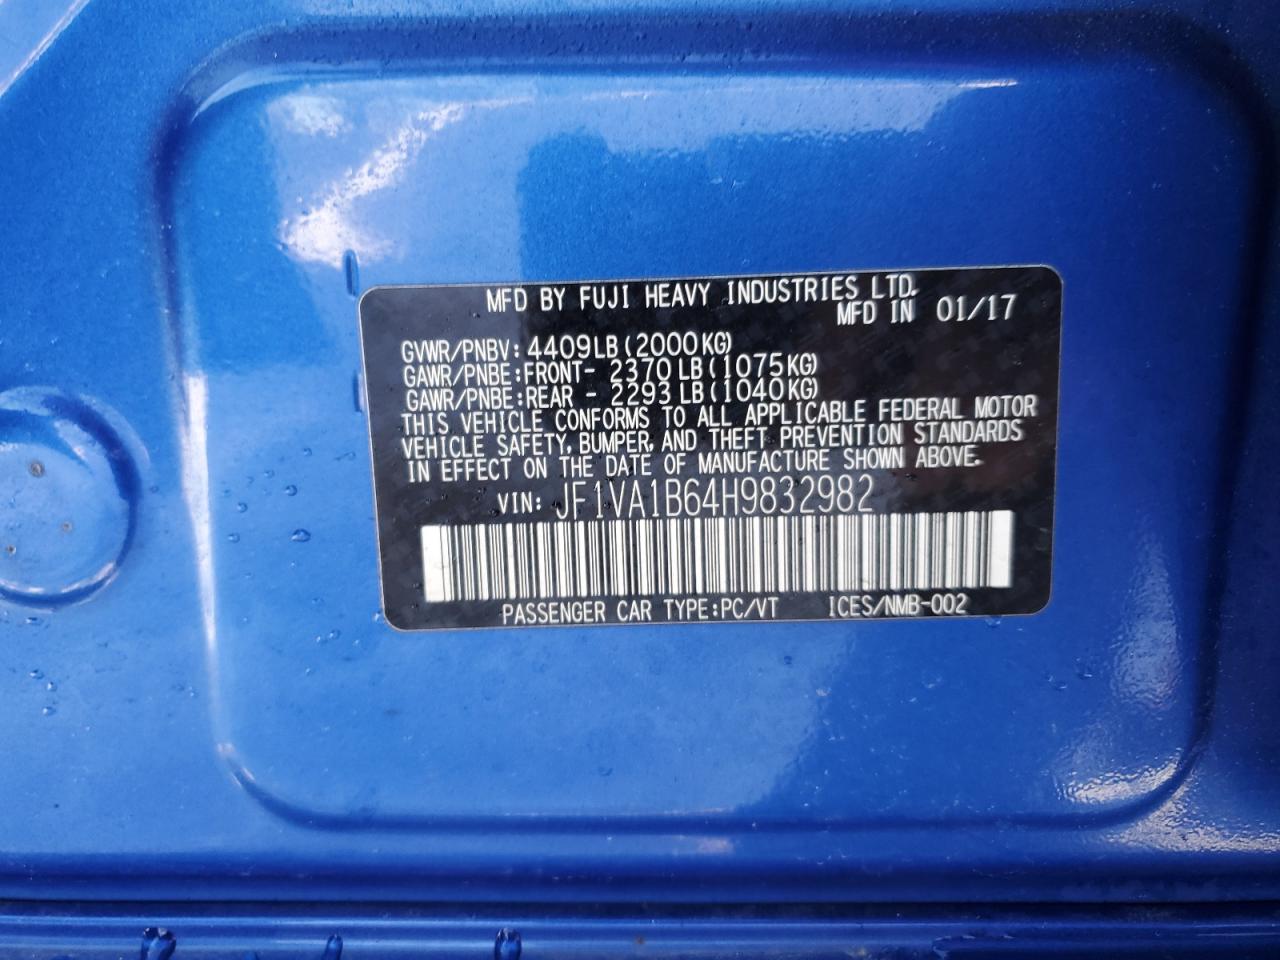 MFD BY FUJI HEAVY INDUSTRIES LTD.
MFD IN 01/17
GVWR/PNBV: 4409LB(2000KG)
GAWR/PNBE:FRONT- 2370LB(1075KG)
GAWR/PNBE:REAR - 2293LB(1040KG)
THIS VEHICLE CONFORMS TO ALL APPLICABLE FEDERAL MOTOR
VEHICLE SAFETY, BUMPER, AND THEFT PREVENTION STANDARDS
IN EFFECT ON THE DATE OF MANUFACTURE SHOWN ABOVE.
VIN: JF1VA1B64H9832982
PASSENGER CAR TYPE:PC/VT ICES/NMB-002